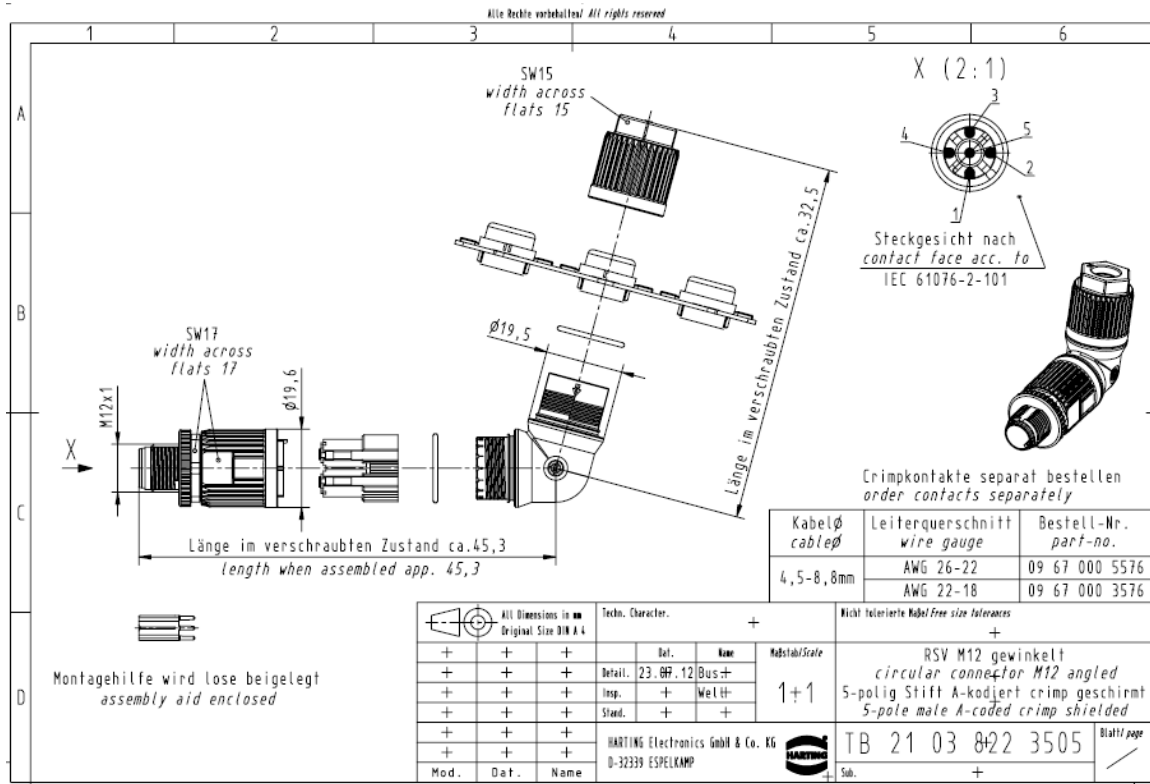 Alle Rechte vorbehalten/ All rights reserved
1 2 3 4 5 6
A
B
C
D
SW15
width across
flats 15
X (2:1)
3
4
5
2
1
Steckgesicht nach
contact face acc. to
IEC 61076-2-101
Länge im verschraubten Zustand ca.32,5
Ø19,5
SW17
width across
flats 17
M12x1
Ø19,6
X
Länge im verschraubten Zustand ca.45,3
length when assembled app. 45,3
Crimpkontakte separat bestellen
order contacts separately
KabelØ Leiterquerschnitt Bestell-Nr.
cableØ wire gauge part-no.
4,5-8,8mm
AWG 26-22 09 67 000 5576
AWG 22-18 09 67 000 3576
Montagehilfe wird lose beigelegt
assembly aid enclosed
All Dimensions in mm
Original Size DIN A 4
Techn. Character.
Nicht tolerierte Maße/Free size tolerances
Dat. Name Maßstab/Scale
Detail. Bus
Insp. Well
Stand.
1:1
RSV M12 gewinkelt
circular connector M12 angled
5-polig Stift A-kodiert crimp geschirmt
5-pole male A-coded crimp shielded
HARTING Electronics GmbH & Co. KG
D-32339 ESPELKAMP
HARTING
TB 21 03 822 3505
Blatt/ page
Mod. Dat. Name
Sub.